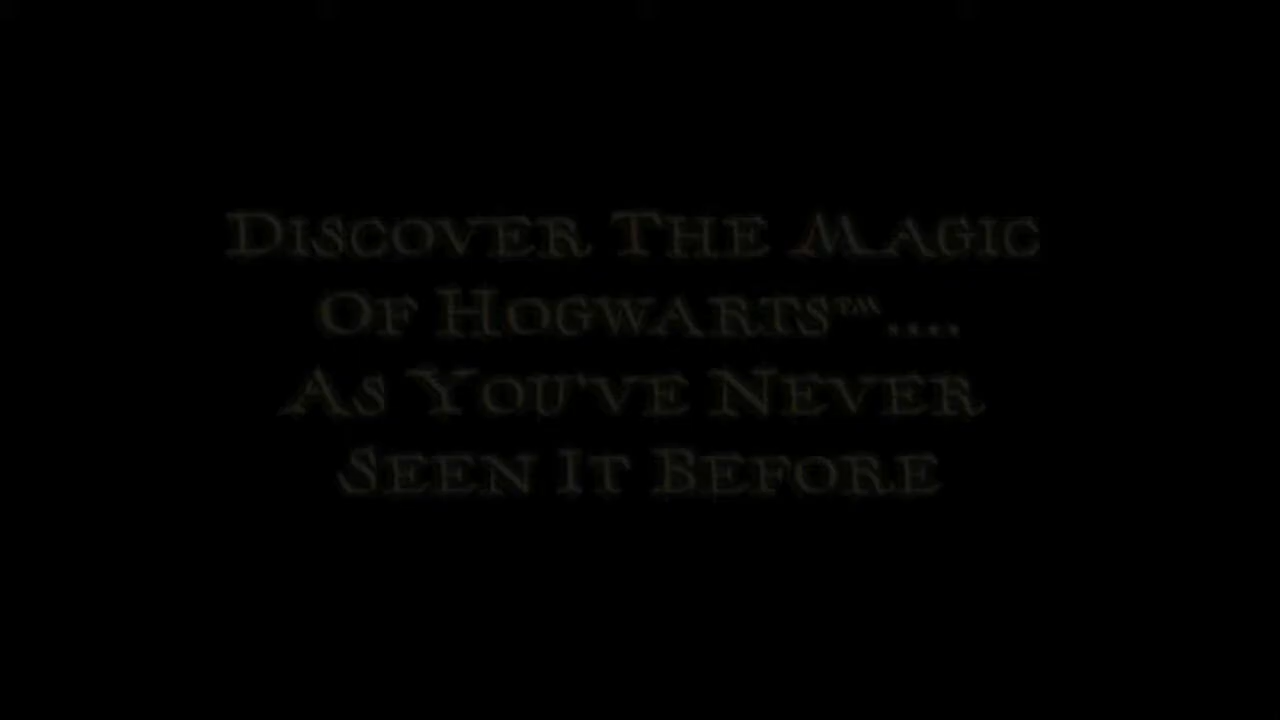 Discover The Magic
Of Hogwarts™....
As You've Never
Seen It Before